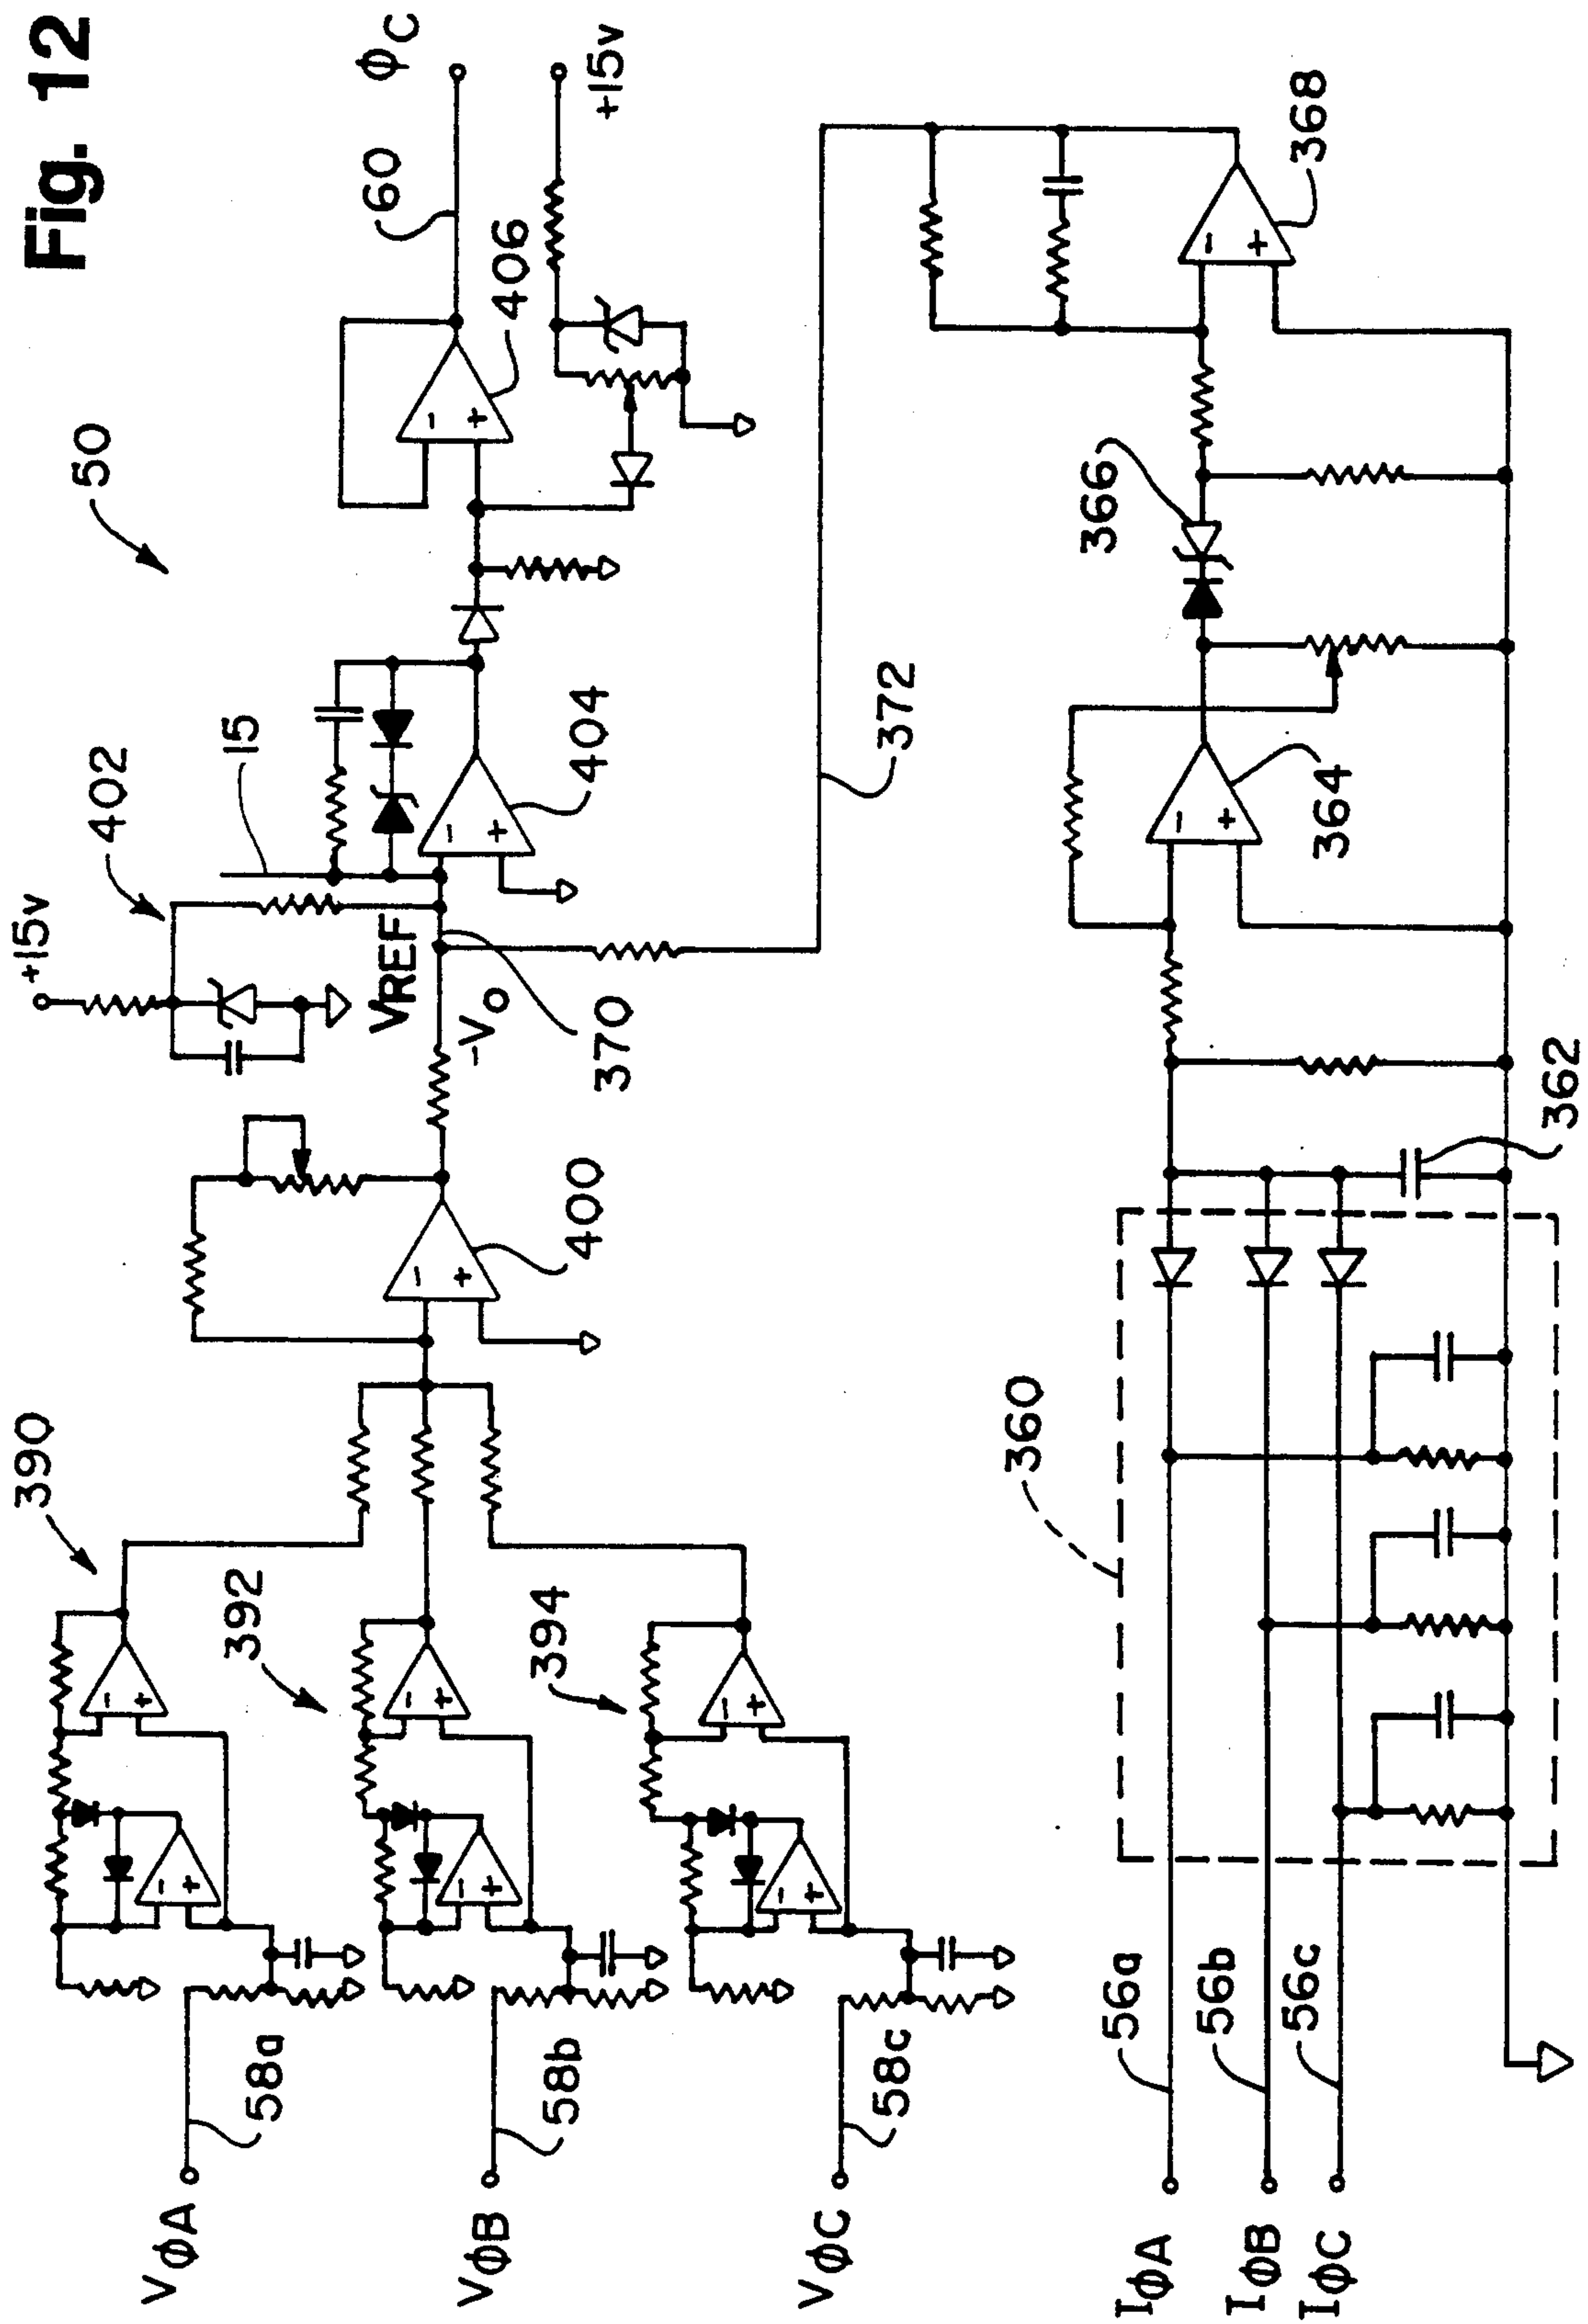 Fig. 12
50
φC
60
+15v
406
15
402
404
+15v
VREF
-Vo
370
372
400
390
392
394
VφA
58a
VφB
58b
VφC
58c
366
368
364
362
360
56a
56b
56c
IφA
IφB
IφC
- +
- +
- +
- +
- +
- +
- +
- +
- +
- +
- +